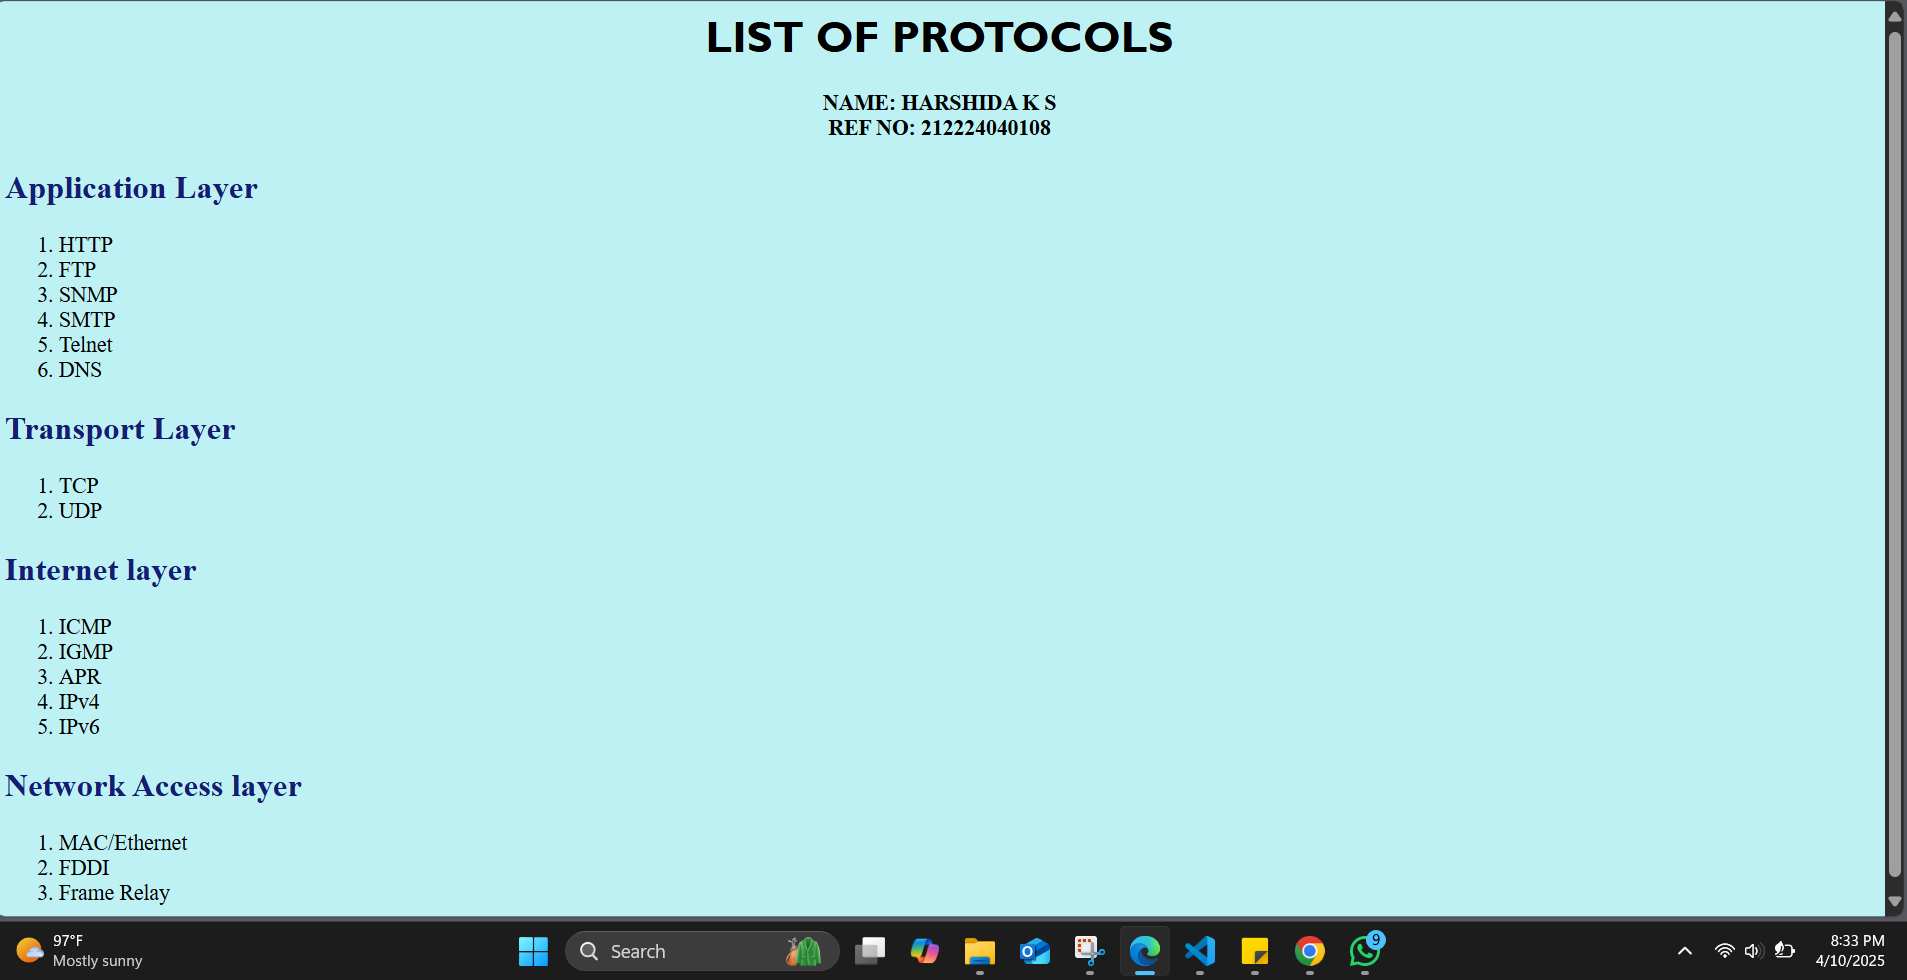 LIST OF PROTOCOLS
NAME: HARSHIDA K S
REF NO: 212224040108
Application Layer
1. HTTP
2. FTP
3. SNMP
4. SMTP
5. Telnet
6. DNS
Transport Layer
1. TCP
2. UDP
Internet layer
1. ICMP
2. IGMP
3. APR
4. IPv4
5. IPv6
Network Access layer
1. MAC/Ethernet
2. FDDI
3. Frame Relay
97°F
Mostly sunny
Search
9
8:33 PM
4/10/2025